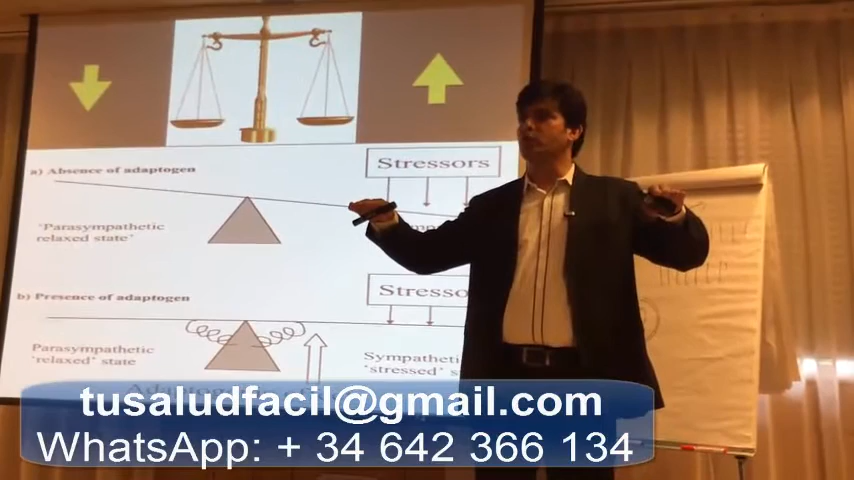 a) Absence of adaptogen
Stressors
"Parasympathetic
relaxed state"
b) Presence of adaptogen
Stressors
Parasympathetic
"relaxed" state
Sympathetic
"stressed"
tusaludfacil@gmail.com
WhatsApp: + 34 642 366 134